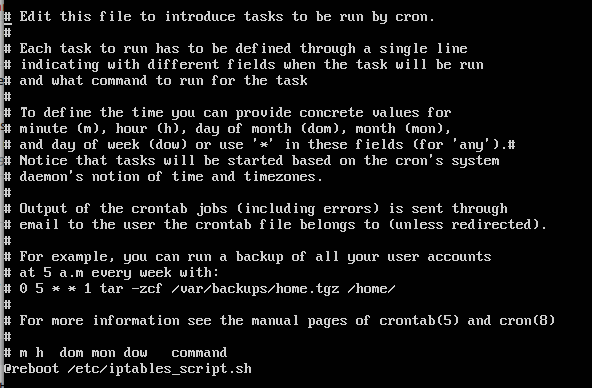 # Edit this file to introduce tasks to be run by cron.
#
# Each task to run has to be defined through a single line
# indicating with different fields when the task will be run
# and what command to run for the task
#
# To define the time you can provide concrete values for
# minute (m), hour (h), day of month (dom), month (mon),
# and day of week (dow) or use '*' in these fields (for 'any').#
# Notice that tasks will be started based on the cron's system
# daemon's notion of time and timezones.
#
# Output of the crontab jobs (including errors) is sent through
# email to the user the crontab file belongs to (unless redirected).
#
# For example, you can run a backup of all your user accounts
# at 5 a.m every week with:
# 0 5 * * 1 tar -zcf /var/backups/home.tgz /home/
#
# For more information see the manual pages of crontab(5) and cron(8)
#
# m h  dom mon dow   command
@reboot /etc/iptables_script.sh